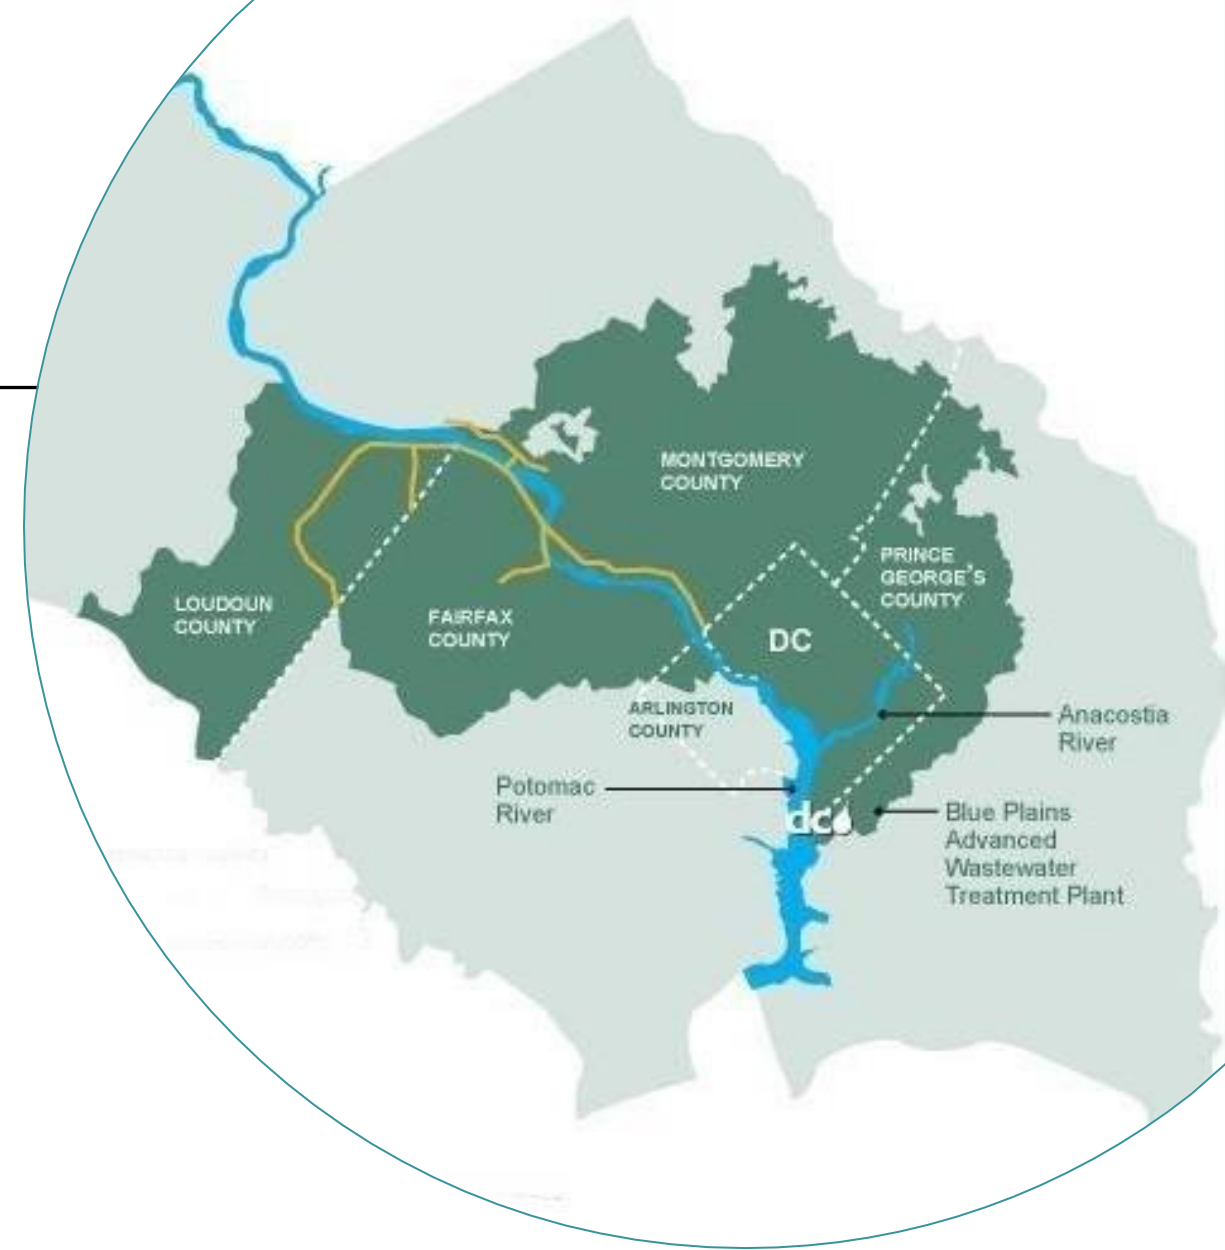 MONTGOMERY
COUNTY
PRINCE
GEORGE'S
COUNTY
LOUDOUN
COUNTY
FAIRFAX
COUNTY
DC
ARLINGTON
COUNTY
Anacostia
River
Potomac
River
dc
Blue Plains
Advanced
Wastewater
Treatment Plant